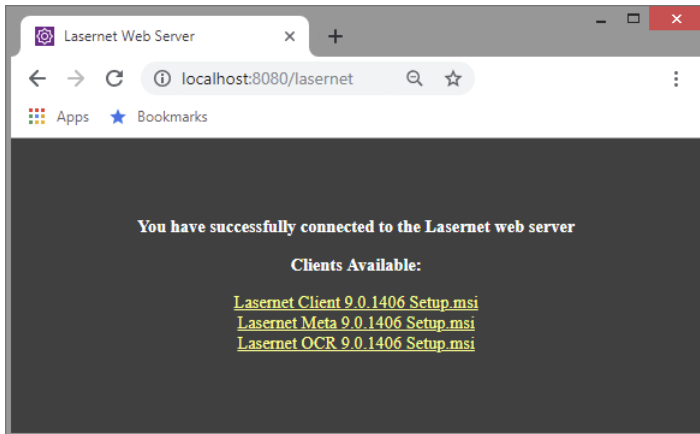 Lasernet Web Server
localhost:8080/lasernet
Apps Bookmarks
You have successfully connected to the Lasernet web server
Clients Available:
Lasernet Client 9.0.1406 Setup.msi
Lasernet Meta 9.0.1406 Setup.msi
Lasernet OCR 9.0.1406 Setup.msi